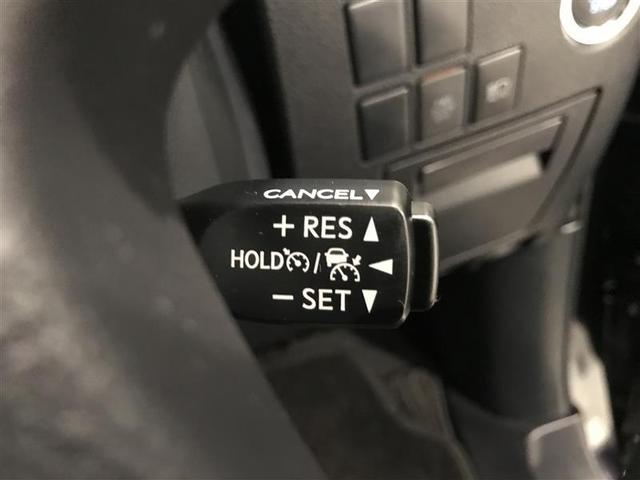 CANCEL▼
+ RES ▲
HOLD / ◀
− SET ▼